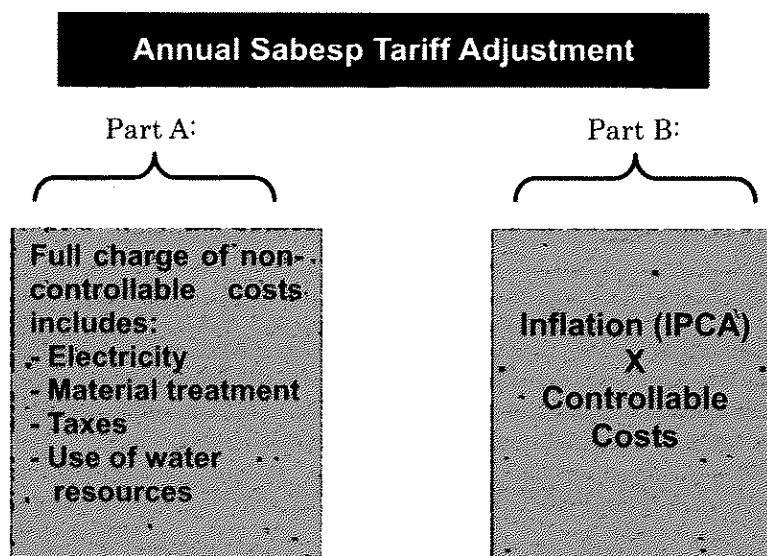 Annual Sabesp Tariff Adjustment
Part A:
Full charge of non-
controllable costs
includes:
- Electricity
- Material treatment
- Taxes
- Use of water
resources
Part B:
Inflation (IPCA)
X
Controllable
Costs